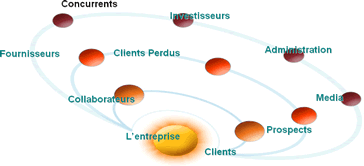 Concurrents
Investisseurs
Fournisseurs
Clients Perdus
Administration
Collaborateurs
Media
L'entreprise
Prospects
Clients